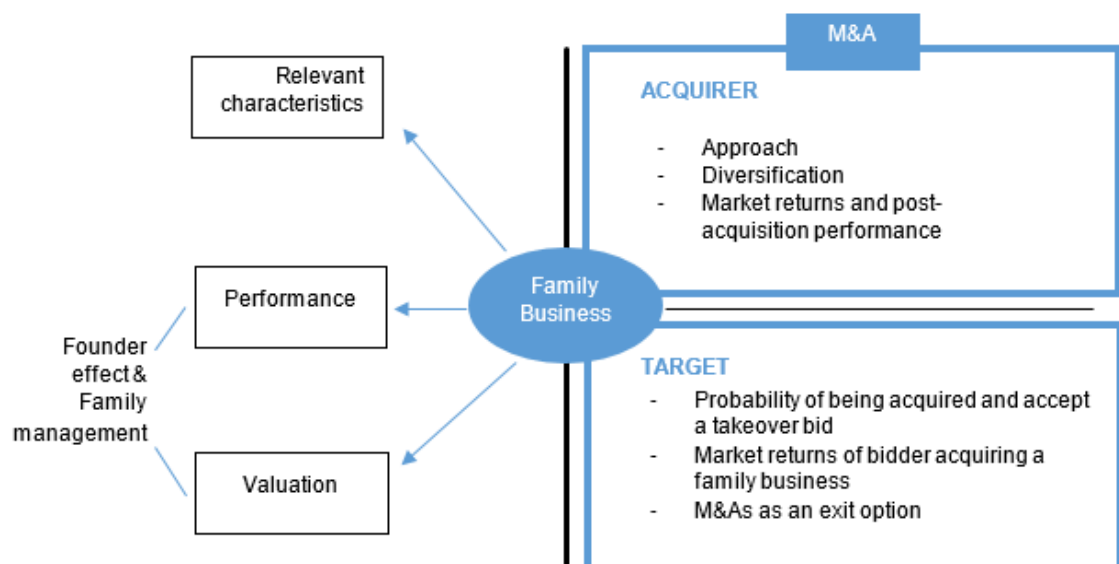 Relevant
characteristics
Performance
Founder
effect &
Family
management
Valuation
Family
Business
M&A
ACQUIRER
- Approach
- Diversification
- Market returns and post-
acquisition performance
TARGET
- Probability of being acquired and accept
a takeover bid
- Market returns of bidder acquiring a
family business
- M&As as an exit option